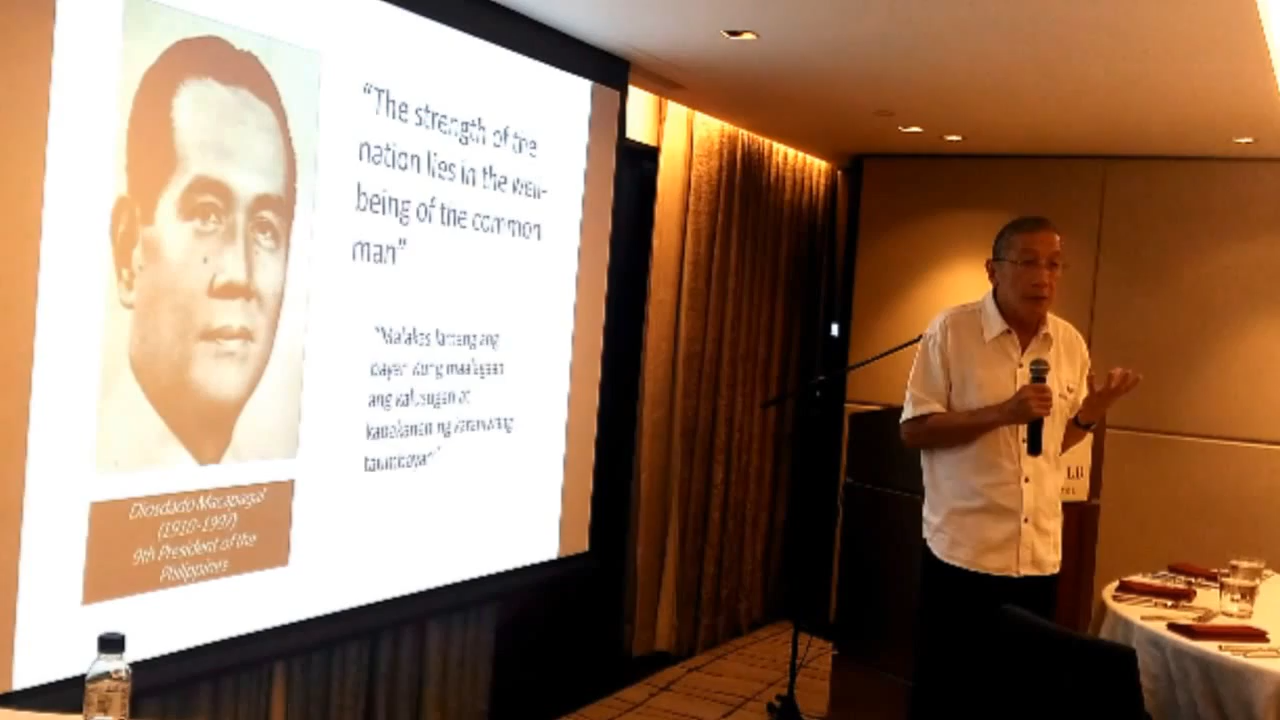 “The strength of the
nation lies in the well-
being of the common
man”
“Malakas lamang ang
bayan kung maalagaan
ang kalusugan at
kapakanan ng karaniwang
taumbayan”
Diosdado Macapagal
(1910-1997)
9th President of the
Philippines